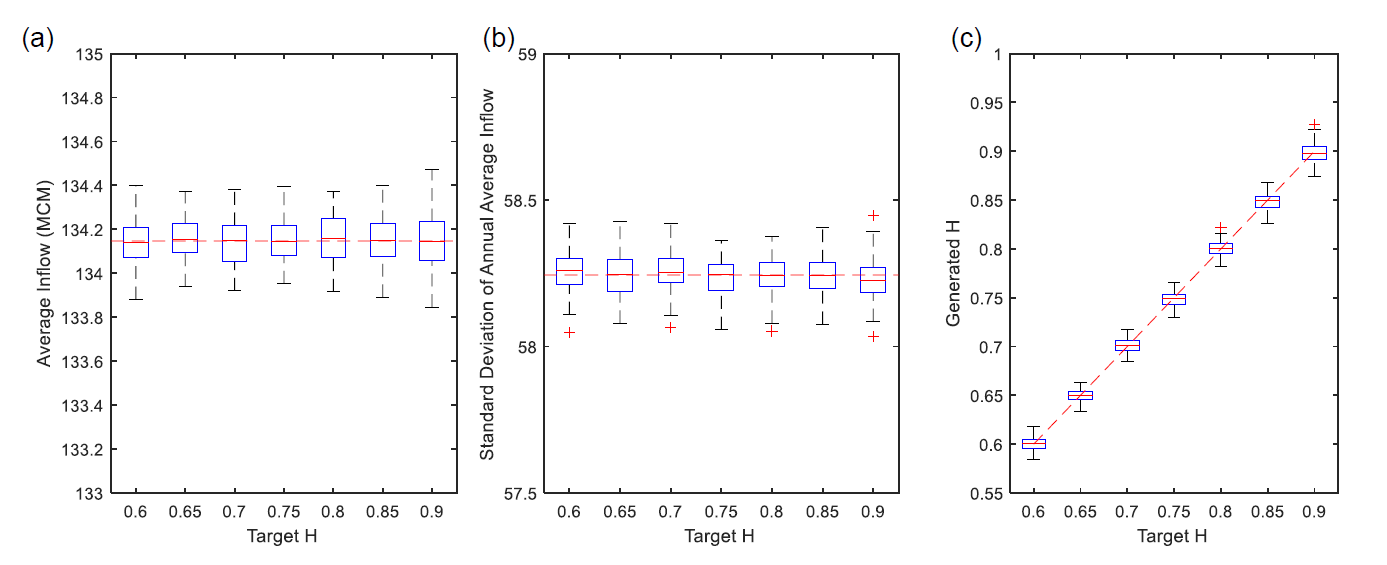 (a)
135
134.8
134.6
134.4
134.2
134
133.8
133.6
133.4
133.2
133
0.6 0.65 0.7 0.75 0.8 0.85 0.9
Target H
Average Inflow (MCM)
(b)
59
58.5
58
57.5
0.6 0.65 0.7 0.75 0.8 0.85 0.9
Target H
Standard Deviation of Annual Average Inflow
(c)
1
0.95
0.9
0.85
0.8
0.75
0.7
0.65
0.6
0.55
0.6 0.65 0.7 0.75 0.8 0.85 0.9
Target H
Generated H